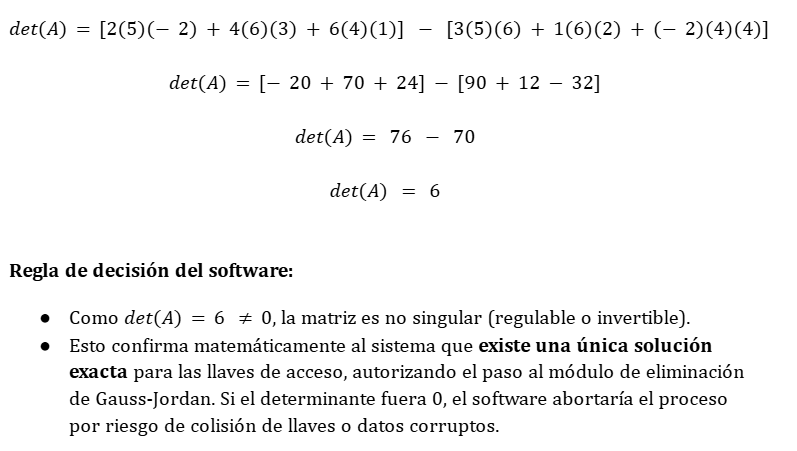 det(A) = [2(5)(− 2) + 4(6)(3) + 6(4)(1)] − [3(5)(6) + 1(6)(2) + (− 2)(4)(4)]
det(A) = [− 20 + 70 + 24] − [90 + 12 − 32]
det(A) = 76 − 70
det(A) = 6
Regla de decisión del software:
● Como det(A) = 6 ≠ 0, la matriz es no singular (regulable o invertible).
● Esto confirma matemáticamente al sistema que existe una única solución
exacta para las llaves de acceso, autorizando el paso al módulo de eliminación
de Gauss-Jordan. Si el determinante fuera 0, el software abortaría el proceso
por riesgo de colisión de llaves o datos corruptos.